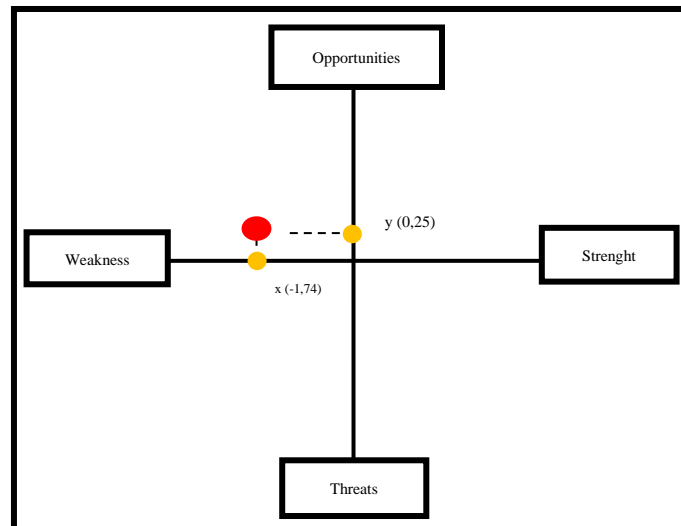 Opportunities
y (0,25)
Weakness
Strenght
x (-1,74)
Threats